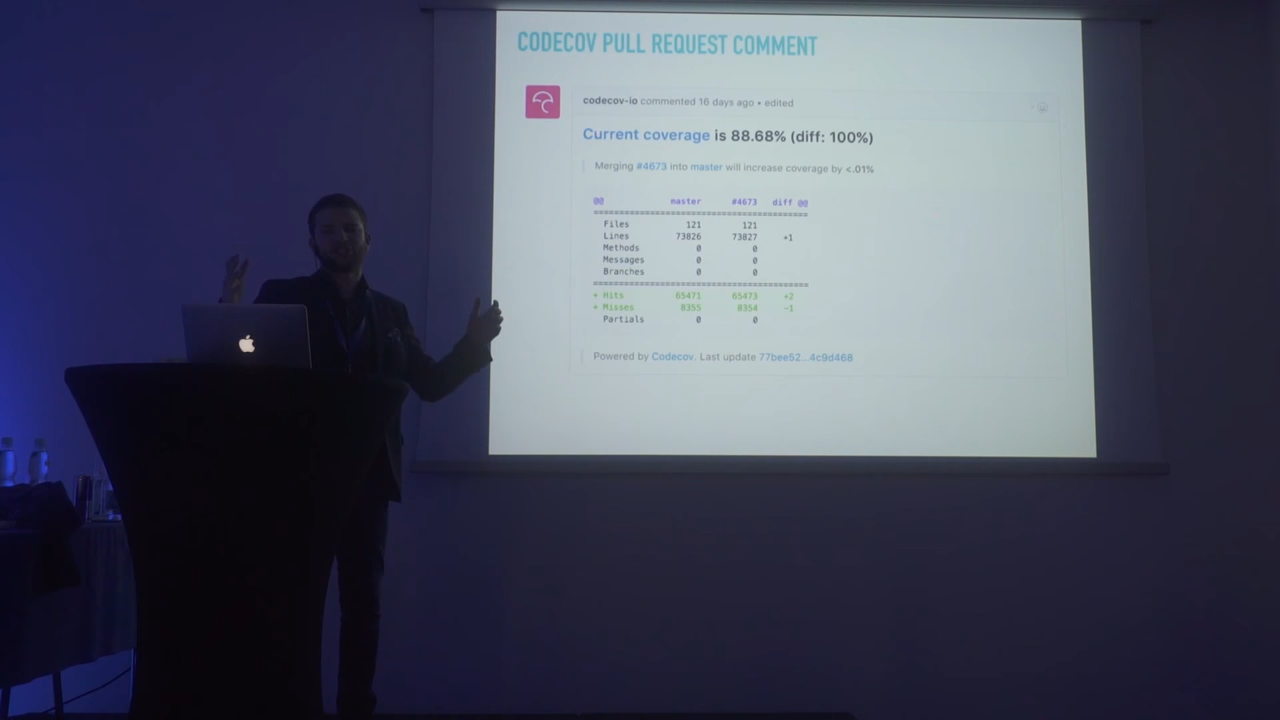 CODECOV PULL REQUEST COMMENT
codecov-io commented 16 days ago • edited
Current coverage is 88.68% (diff: 100%)
Merging #4673 into master will increase coverage by <.01%
@@ master #4673 diff @@
==========================================
Files 121 121
Lines 73826 73827 +1
Methods 0 0
Messages 0 0
Branches 0 0
==========================================
+ Hits 65471 65473 +2
+ Misses 8355 8354 -1
Partials 0 0
Powered by Codecov. Last update 77bee52...4c9d468